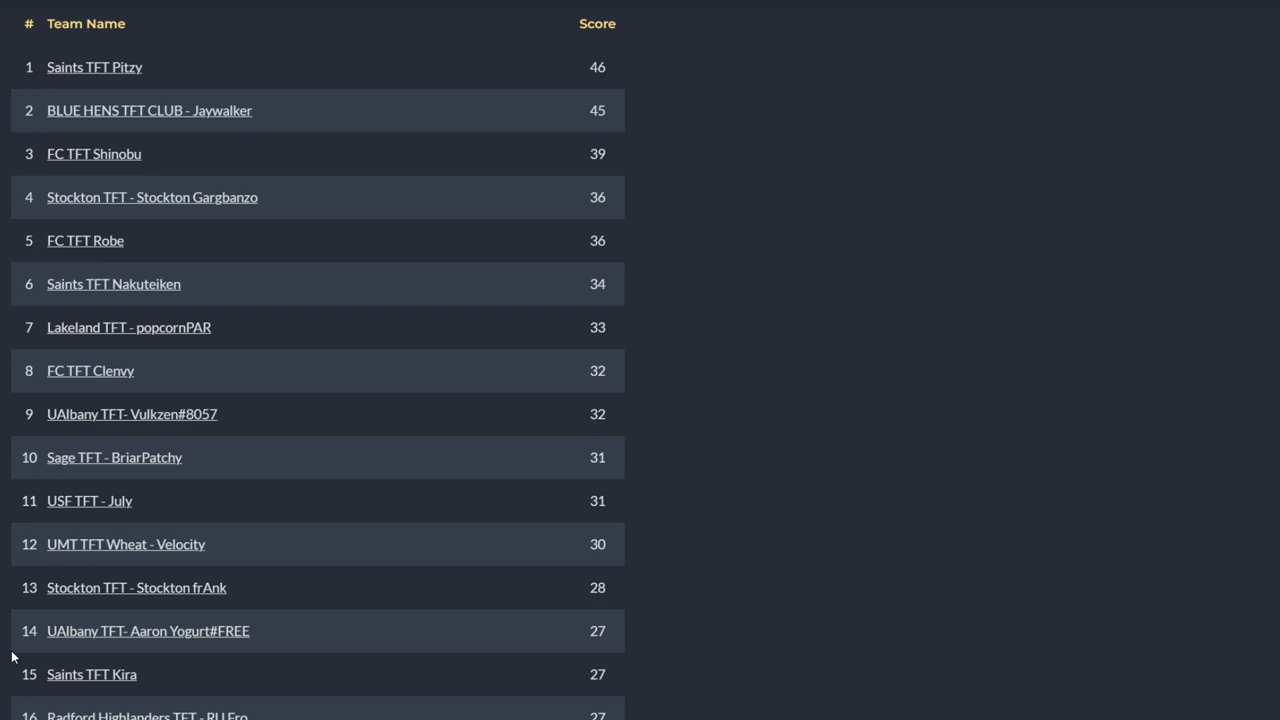 # Team Name Score
1 Saints TFT Pitzy 46
2 BLUE HENS TFT CLUB - Jaywalker 45
3 FC TFT Shinobu 39
4 Stockton TFT - Stockton Gargbanzo 36
5 FC TFT Robe 36
6 Saints TFT Nakuteiken 34
7 Lakeland TFT - popcornPAR 33
8 FC TFT Clenvy 32
9 UAlbany TFT- Vulkzen#8057 32
10 Sage TFT - BriarPatchy 31
11 USF TFT - July 31
12 UMT TFT Wheat - Velocity 30
13 Stockton TFT - Stockton frAnk 28
14 UAlbany TFT- Aaron Yogurt#FREE 27
15 Saints TFT Kira 27
16 Radford Highlanders TFT - RU Fro 27